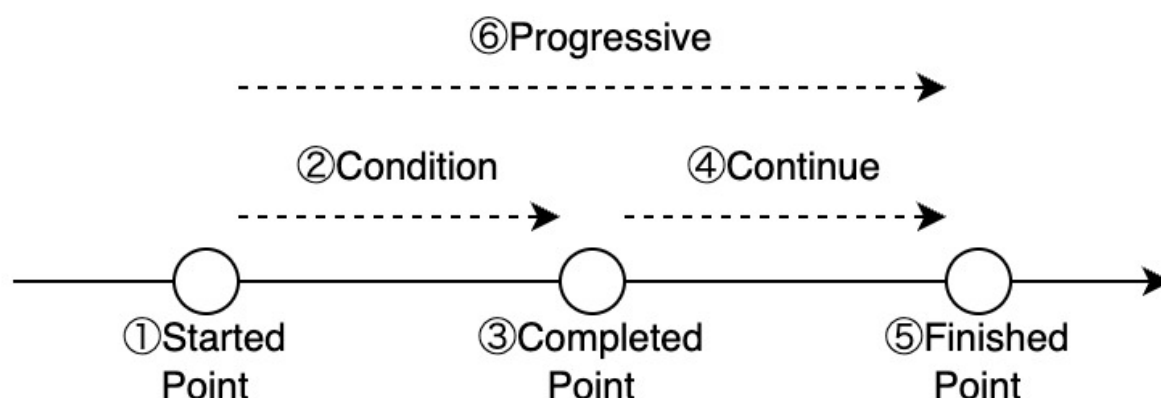 ⑥Progressive
②Condition
④Continue
①Started
Point
③Completed
Point
⑤Finished
Point